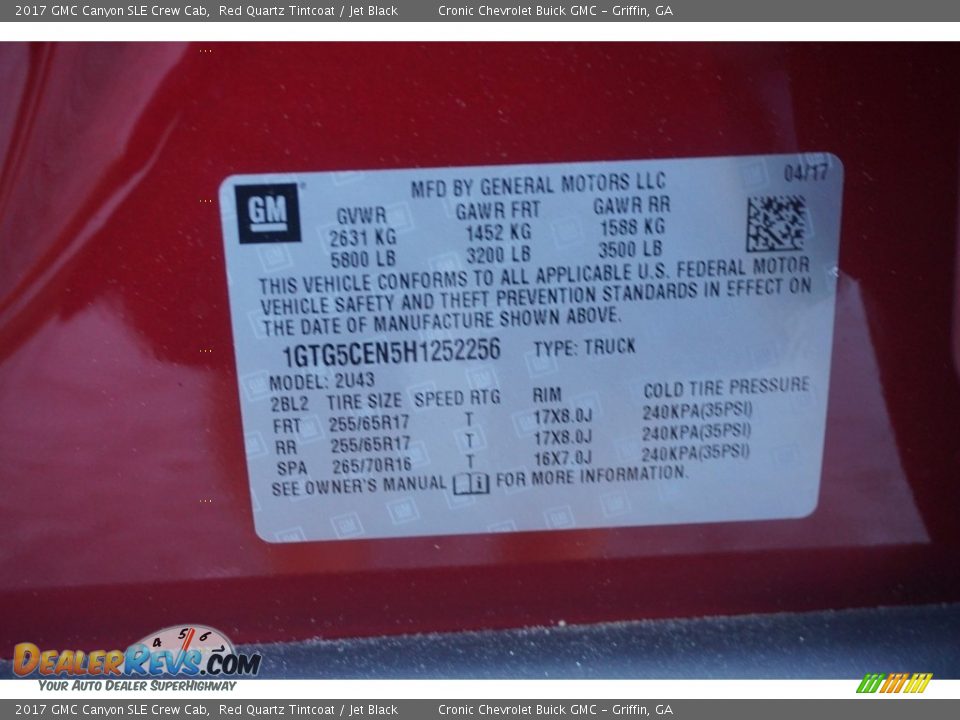 2017 GMC Canyon SLE Crew Cab,  Red Quartz Tintcoat / Jet Black    Cronic Chevrolet Buick GMC - Griffin, GA
04/17
GM MFD BY GENERAL MOTORS LLC
GVWR GAWR FRT GAWR RR
2631 KG 1452 KG 1588 KG
5800 LB 3200 LB 3500 LB
THIS VEHICLE CONFORMS TO ALL APPLICABLE U.S. FEDERAL MOTOR
VEHICLE SAFETY AND THEFT PREVENTION STANDARDS IN EFFECT ON
THE DATE OF MANUFACTURE SHOWN ABOVE.
1GTG5CEN5H1252256 TYPE: TRUCK
MODEL: 2U43
2BL2 TIRE SIZE SPEED RTG RIM COLD TIRE PRESSURE
FRT 255/65R17 T 17X8.0J 240KPA(35PSI)
RR 255/65R17 T 17X8.0J 240KPA(35PSI)
SPA 265/70R16 T 16X7.0J 240KPA(35PSI)
SEE OWNER'S MANUAL i FOR MORE INFORMATION.
4 5 6
DEALERREVS.COM
YOUR AUTO DEALER SUPERHIGHWAY
2017 GMC Canyon SLE Crew Cab,  Red Quartz Tintcoat / Jet Black    Cronic Chevrolet Buick GMC - Griffin, GA